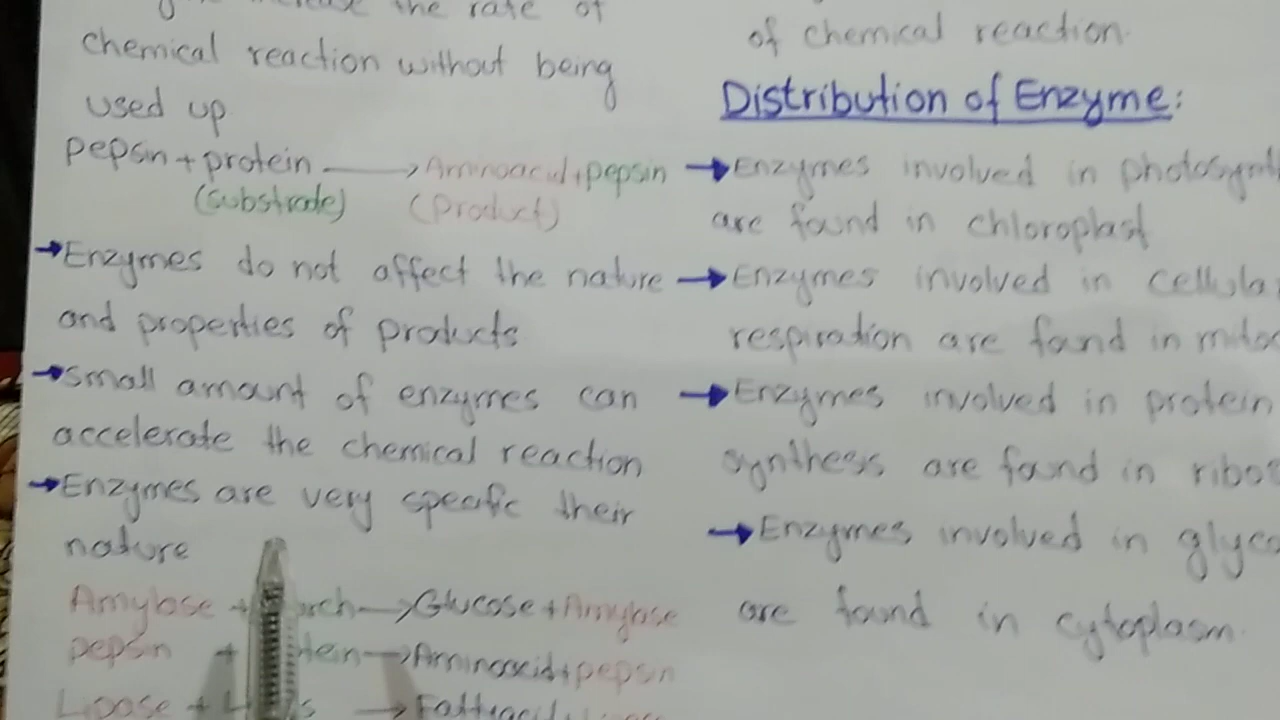 the rate of
chemical reaction without being
used up
pepsin + protein → Aminoacid + pepsin
(substrate) (product)
→ Enzymes do not affect the nature
and properties of products
→ small amount of enzymes can
accelerate the chemical reaction
→ Enzymes are very specific their
nature
Amylase + → Glucose + Amylase
pepsin + → Aminoacid + pepsin
of chemical reaction.
Distribution of Enzyme:
→ Enzymes involved in
are found in chloroplast
→ Enzymes involved in
respiration are found in
→ Enzymes involved in protein
synthesis are found in
→ Enzymes involved in
are found in cytoplasm.